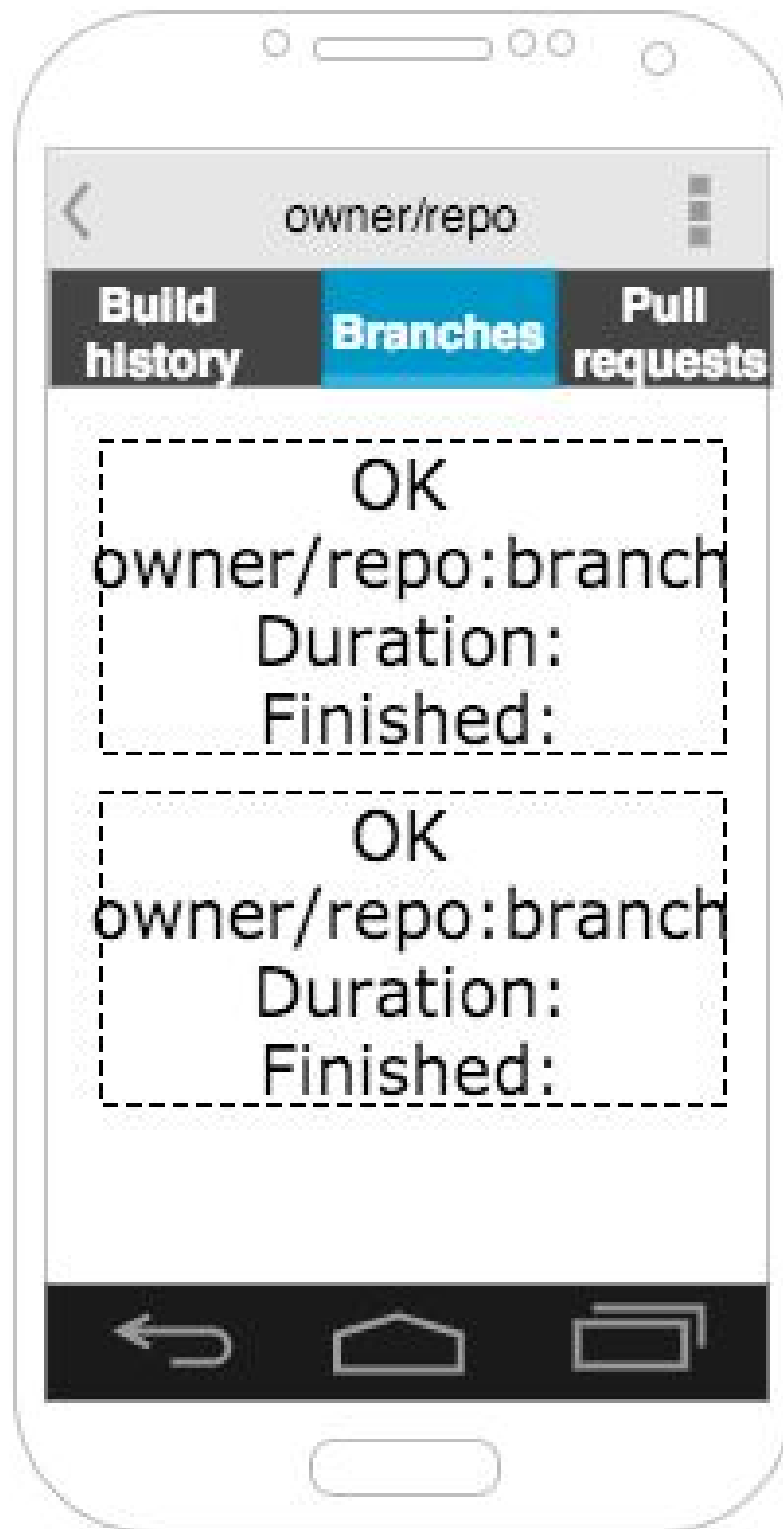 owner/repo
Build
history
Branches
Pull
requests
OK
owner/repo:branch
Duration:
Finished:
OK
owner/repo:branch
Duration:
Finished: